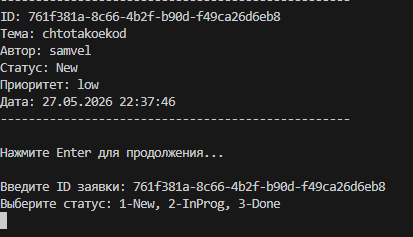 --------------------------------------------------
ID: 761f381a-8c66-4b2f-b90d-f49ca26d6eb8
Тема: chtotakoekod
Автор: samvel
Статус: New
Приоритет: low
Дата: 27.05.2026 22:37:46
--------------------------------------------------
Нажмите Enter для продолжения...
Введите ID заявки: 761f381a-8c66-4b2f-b90d-f49ca26d6eb8
Выберите статус: 1-New, 2-InProg, 3-Done